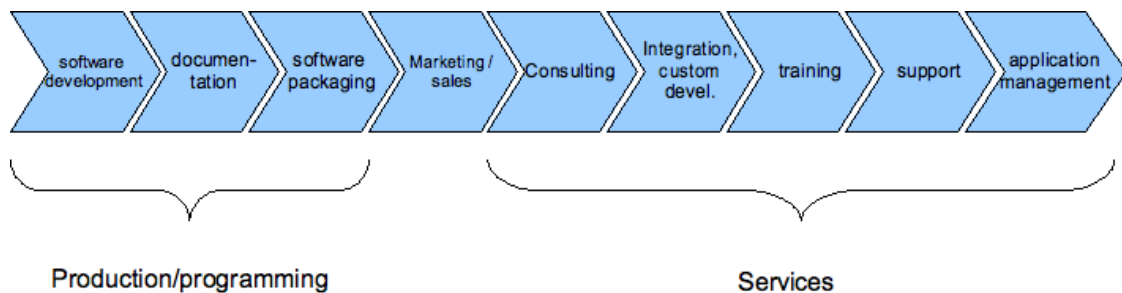 software
development
documen-
tation
software
packaging
Marketing /
sales
Consulting
Integration,
custom
devel.
training
support
application
management
Production/programming
Services